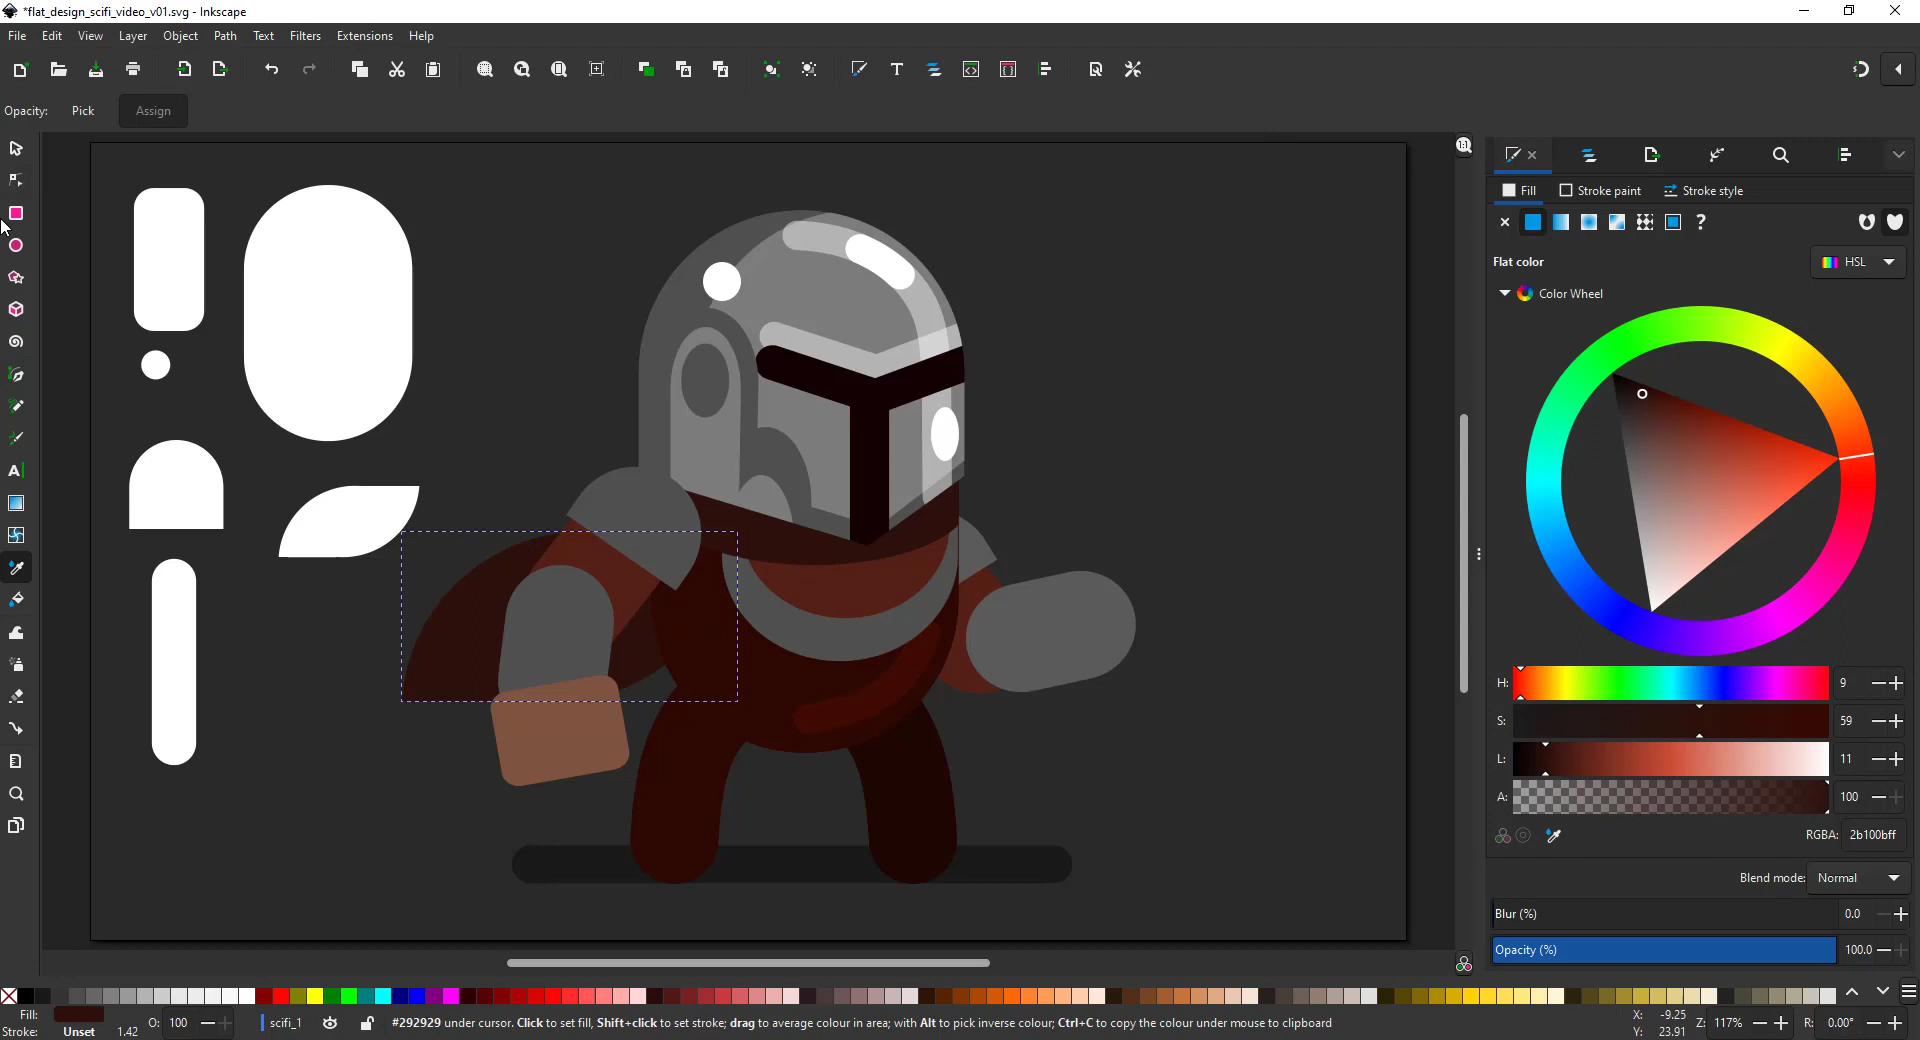 *flat_design_scifi_video_v01.svg - Inkscape
File Edit View Layer Object Path Text Filters Extensions Help
Opacity: Pick Assign
Fill Stroke paint Stroke style
Flat color HSL
Color Wheel
H: 9
S: 59
L: 11
A: 100
RGBA: 2b100bff
Blend mode: Normal
Blur (%) 0.0
Opacity (%) 100.0
Fill:
Stroke: Unset 1.42 O: 100 scifi_1 #292929 under cursor. Click to set fill, Shift+click to set stroke; drag to average colour in area; with Alt to pick inverse colour; Ctrl+C to copy the colour under mouse to clipboard
X: -9.25
Y: 23.91 Z: 117% R: 0.00°